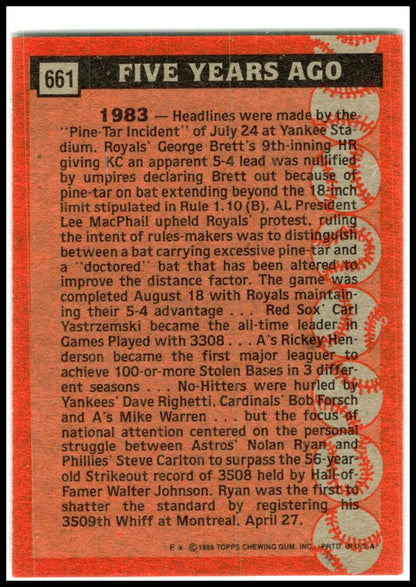 661
FIVE YEARS AGO
1983 — Headlines were made by the
"Pine-Tar Incident" of July 24 at Yankee Sta-
dium. Royals' George Brett's 9th-inning HR
giving KC an apparent 5-4 lead was nullified
by umpires declaring Brett out because of
pine-tar on bat extending beyond the 18-inch
limit stipulated in Rule 1.10 (B). AL President
Lee MacPhail upheld Royals' protest, ruling
the intent of rules-makers was to distinguish
between a bat carrying excessive pine-tar and
a "doctored" bat that has been altered to
improve the distance factor. The game was
completed August 18 with Royals maintain-
ing their 5-4 advantage . . . Red Sox' Carl
Yastrzemski became the all-time leader in
Games Played with 3308 . . . A's Rickey Hen-
derson became the first major leaguer to
achieve 100-or-more Stolen Bases in 3 differ-
ent seasons . . . No-Hitters were hurled by
Yankees' Dave Righetti, Cardinals' Bob Forsch
and A's Mike Warren . . . but the focus of
national attention centered on the personal
struggle between Astros' Nolan Ryan and
Phillies' Steve Carlton to surpass the 56-year
old Strikeout record of 3508 held by Hall-of-
Famer Walter Johnson. Ryan was the first to
shatter the standard by registering his
3509th Whiff at Montreal, April 27.
E * ©1988 TOPPS CHEWING GUM, INC. PRTD. IN U.S.A.